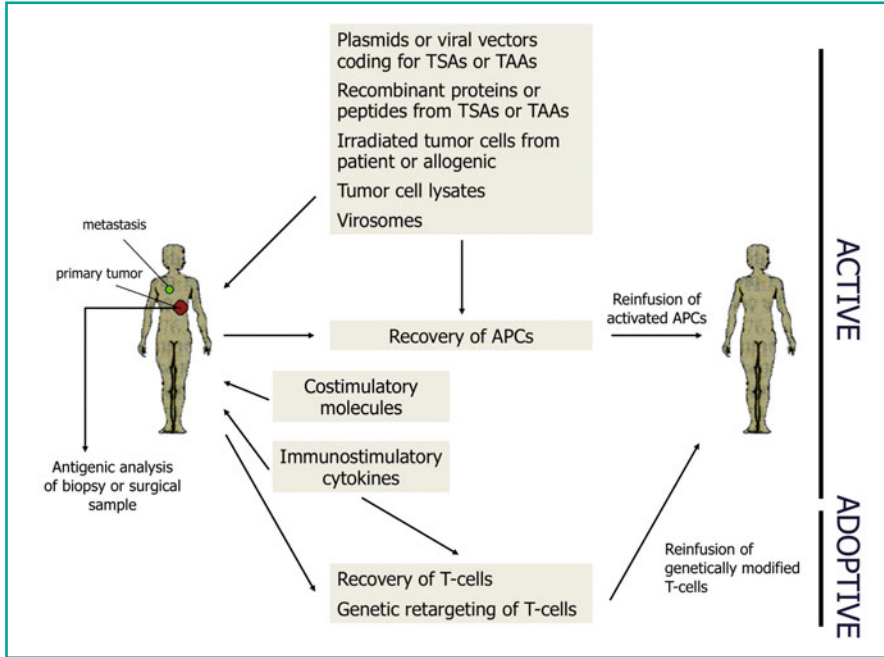 Plasmids or viral vectors
coding for TSAs or TAAs
Recombinant proteins or
peptides from TSAs or TAAs
Irradiated tumor cells from
patient or allogenic
Tumor cell lysates
Virosomes
metastasis
primary tumor
Recovery of APCs
Reinfusion of
activated APCs
Costimulatory
molecules
Immunostimulatory
cytokines
Antigenic analysis
of biopsy or surgical
sample
Recovery of T-cells
Genetic retargeting of T-cells
Reinfusion of
genetically modified
T-cells
ACTIVE
ADOPTIVE